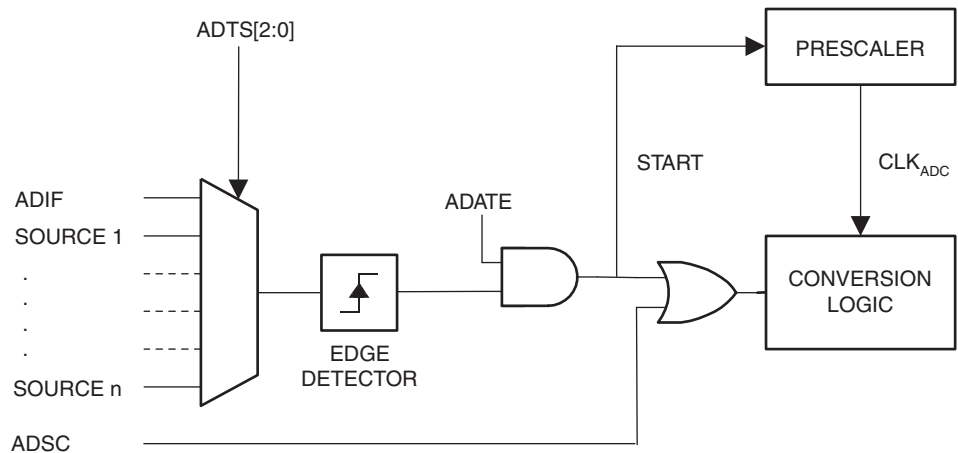 ADTS[2:0]
PRESCALER
START
CLK_ADC
ADIF
ADATE
SOURCE 1
.
.
.
.
CONVERSION
LOGIC
EDGE
DETECTOR
SOURCE n
ADSC